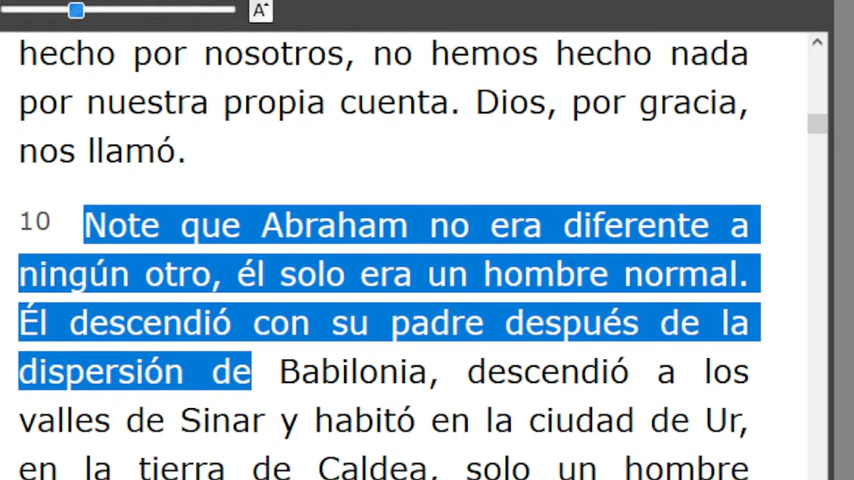 A^
hecho por nosotros, no hemos hecho nada
por nuestra propia cuenta. Dios, por gracia,
nos llamó.
10 Note que Abraham no era diferente a
ningún otro, él solo era un hombre normal.
Él descendió con su padre después de la
dispersión de Babilonia, descendió a los
valles de Sinar y habitó en la ciudad de Ur,
en la tierra de Caldea, solo un hombre